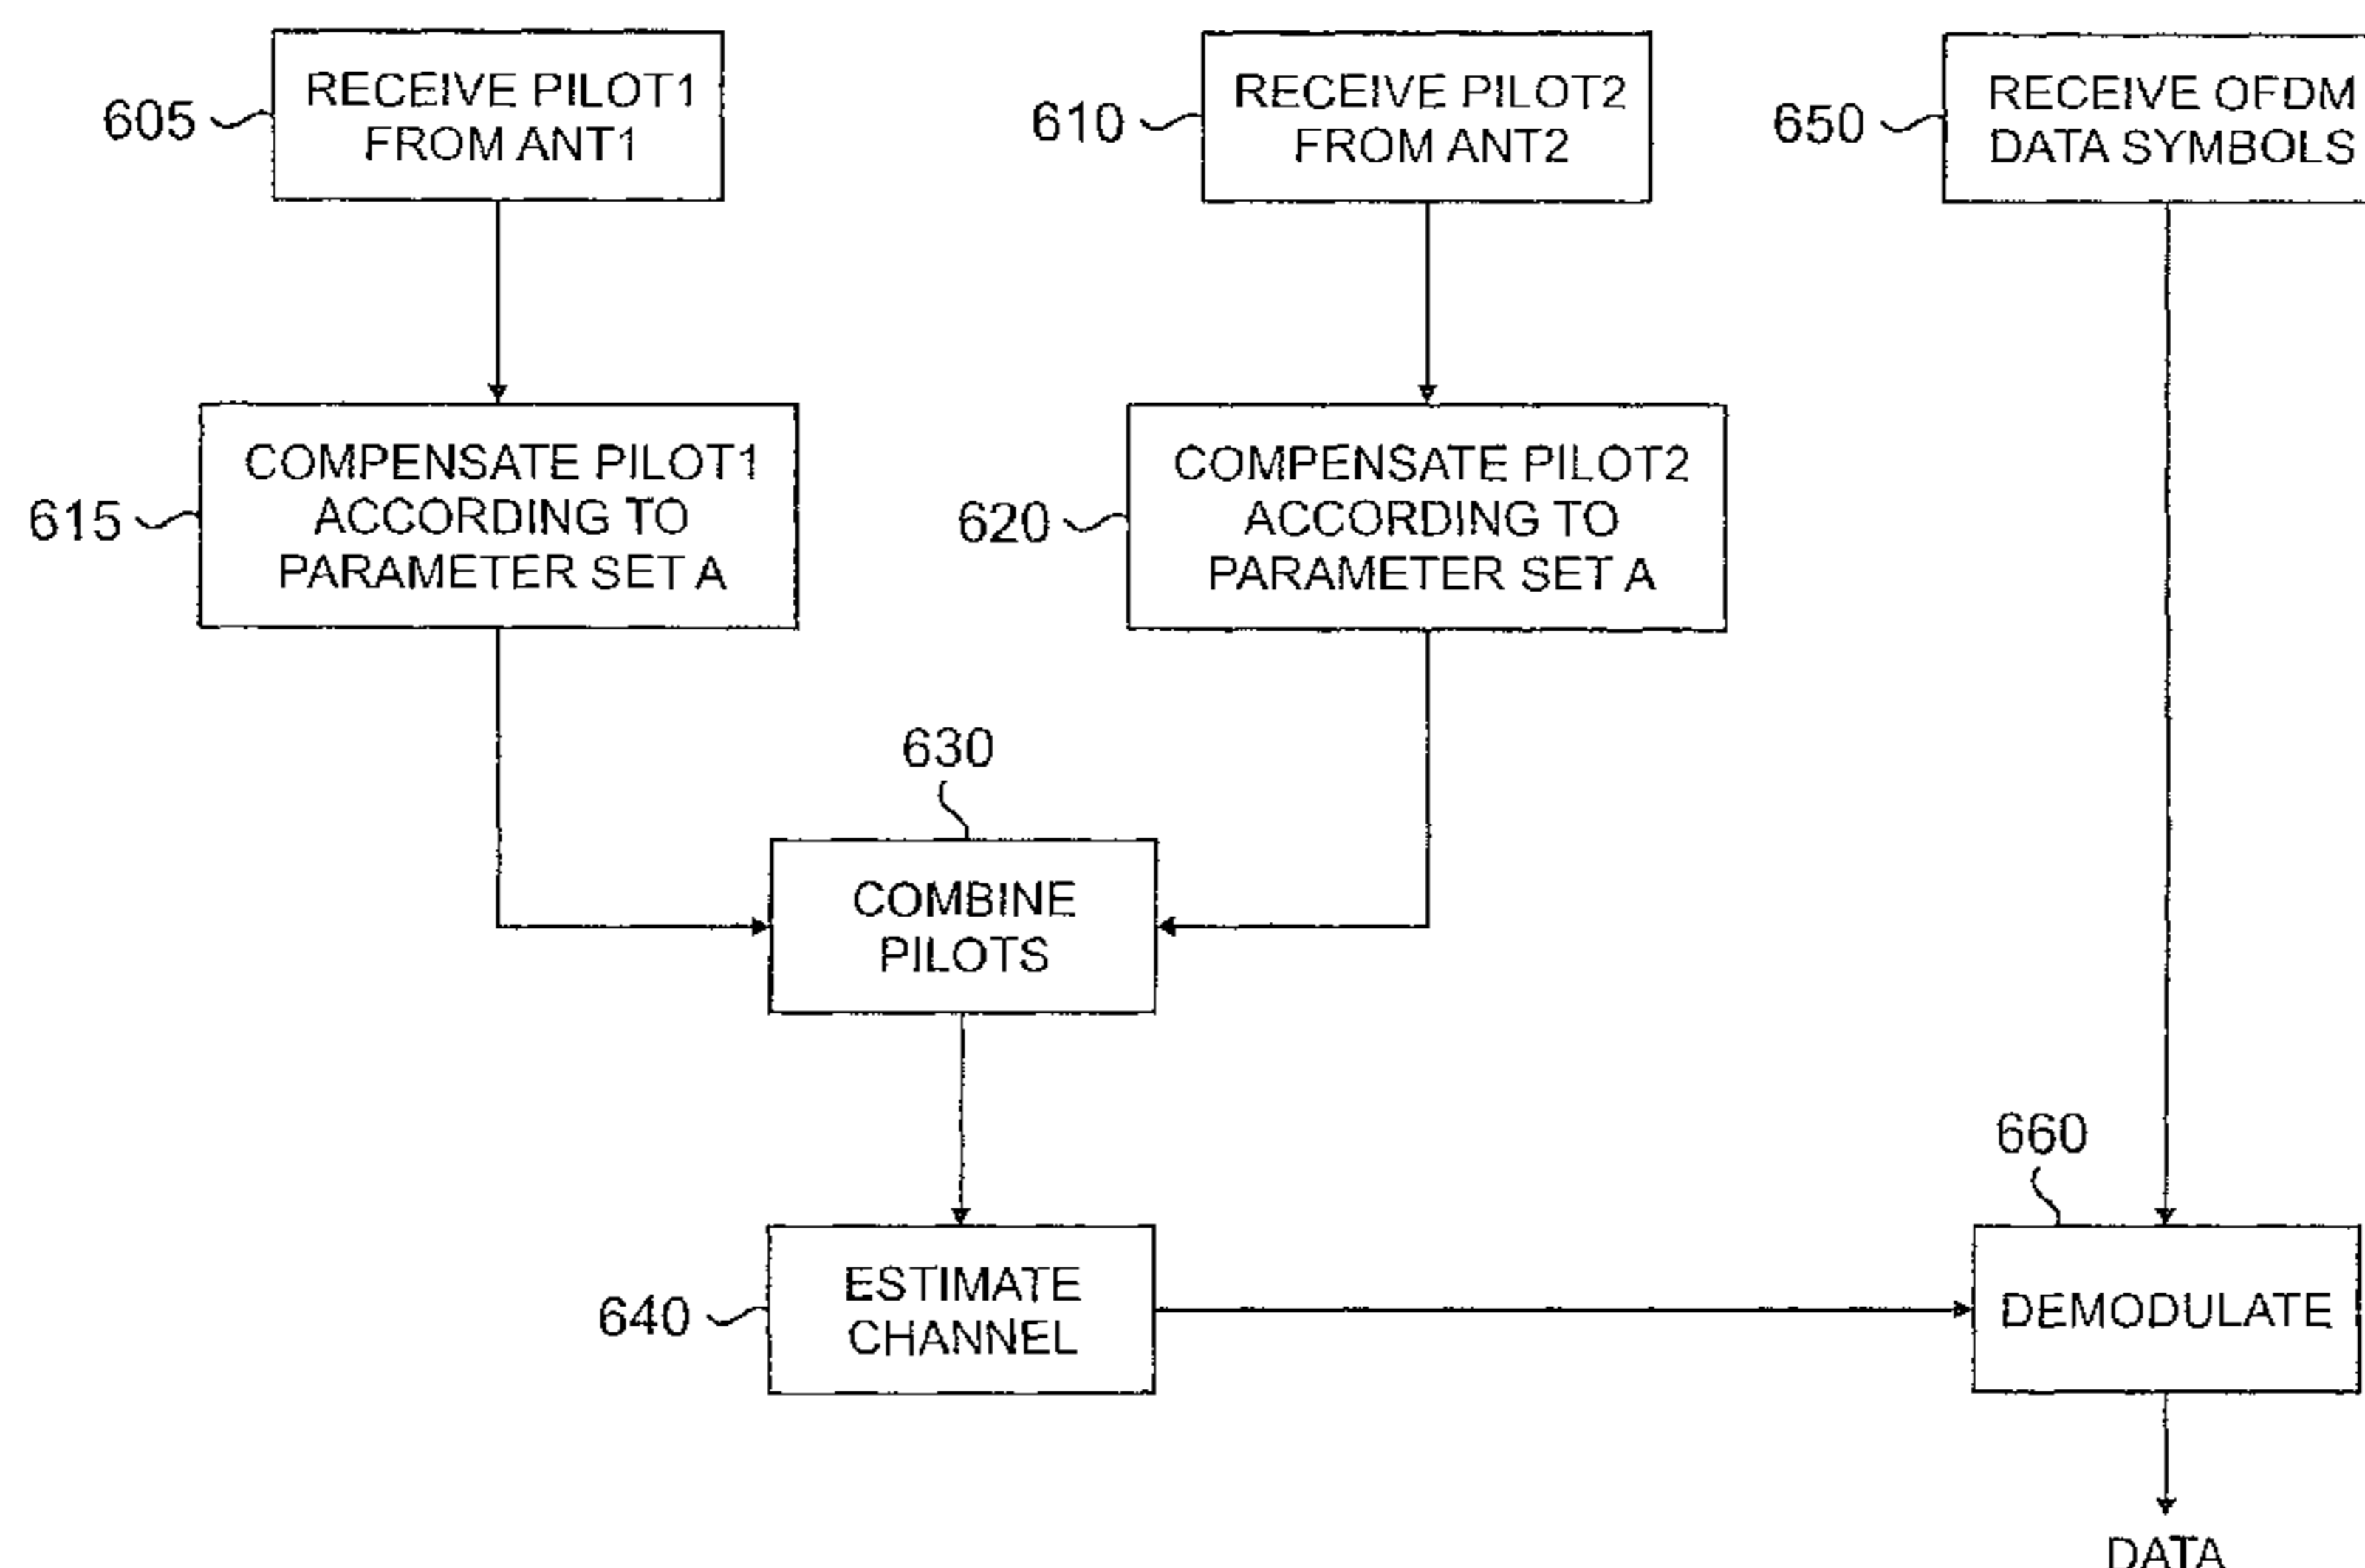 RECEIVE PILOT1
FROM ANT1
605
RECEIVE PILOT2
FROM ANT2
610
RECEIVE OFDM
DATA SYMBOLS
650
COMPENSATE PILOT1
ACCORDING TO
PARAMETER SET A
615
COMPENSATE PILOT2
ACCORDING TO
PARAMETER SET A
620
630
COMBINE
PILOTS
660
ESTIMATE
CHANNEL
640
DEMODULATE
DATA